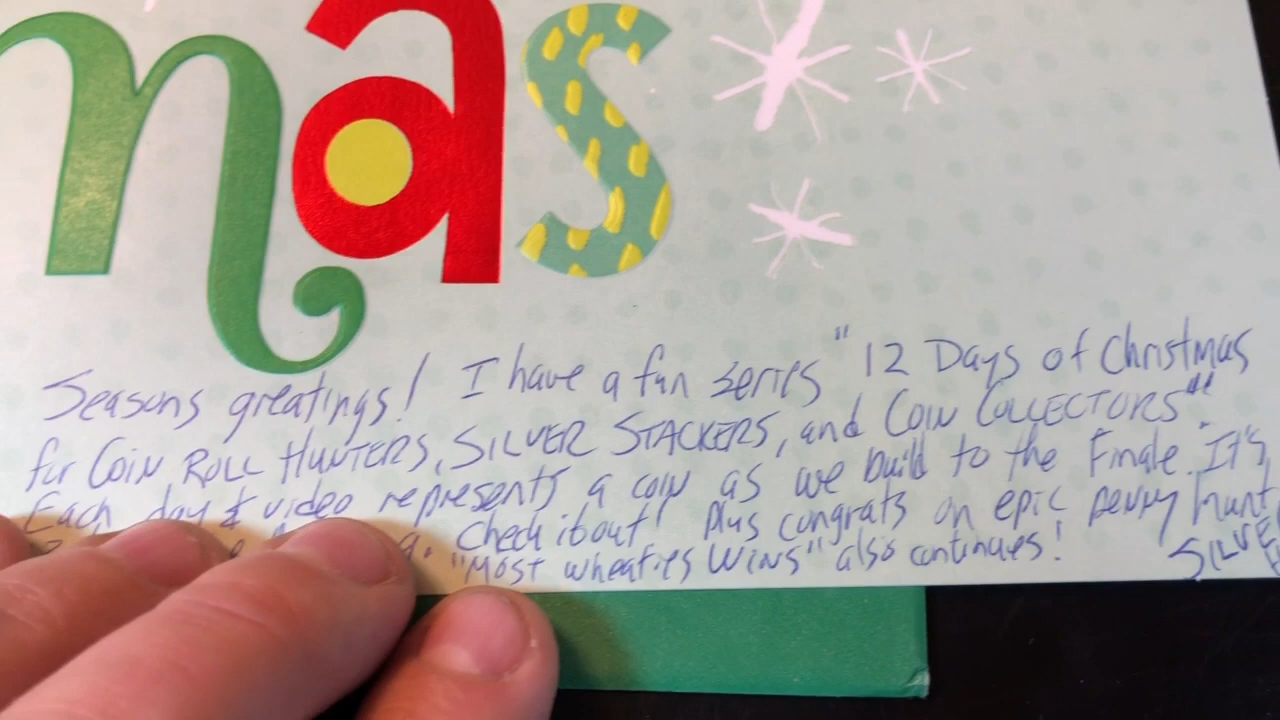 mas
Seasons greatings! I have a fun series "12 Days of Christmas
for COIN ROLL HUNTERS, SILVER STACKERS, and COIN COLLECTORS".
Each day & video represents a coin as we build to the Finale. It's
Check it out! Plus congrats on epic penny hunt
"Most wheaties WINS" also continues!
SILVE